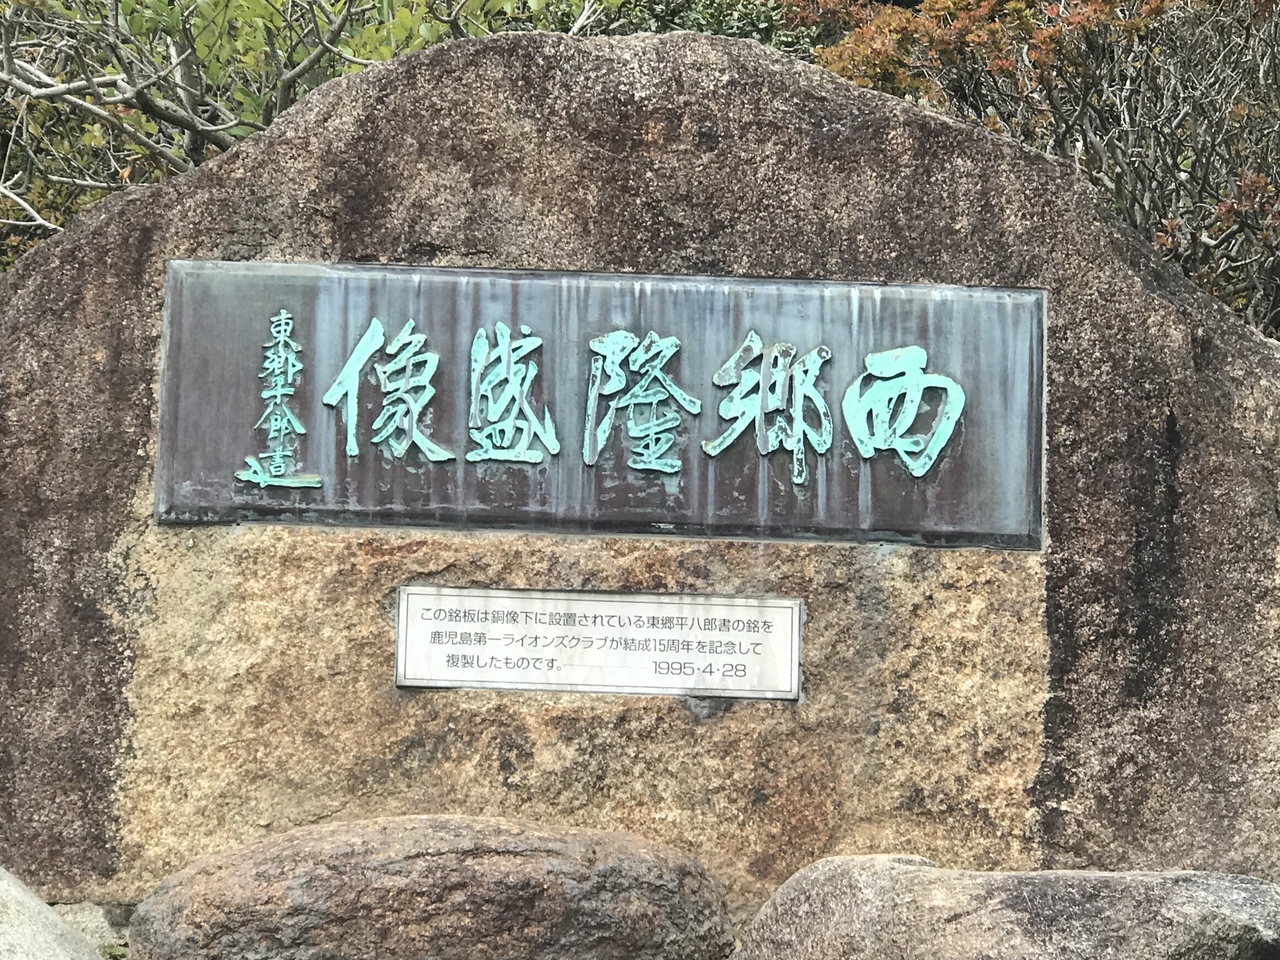 西郷隆盛像
東郷平八郎書
この銘板は銅像下に設置されている東郷平八郎書の銘を
鹿児島第一ライオンズクラブが結成15周年を記念して
複製したものです。 1995・4・28